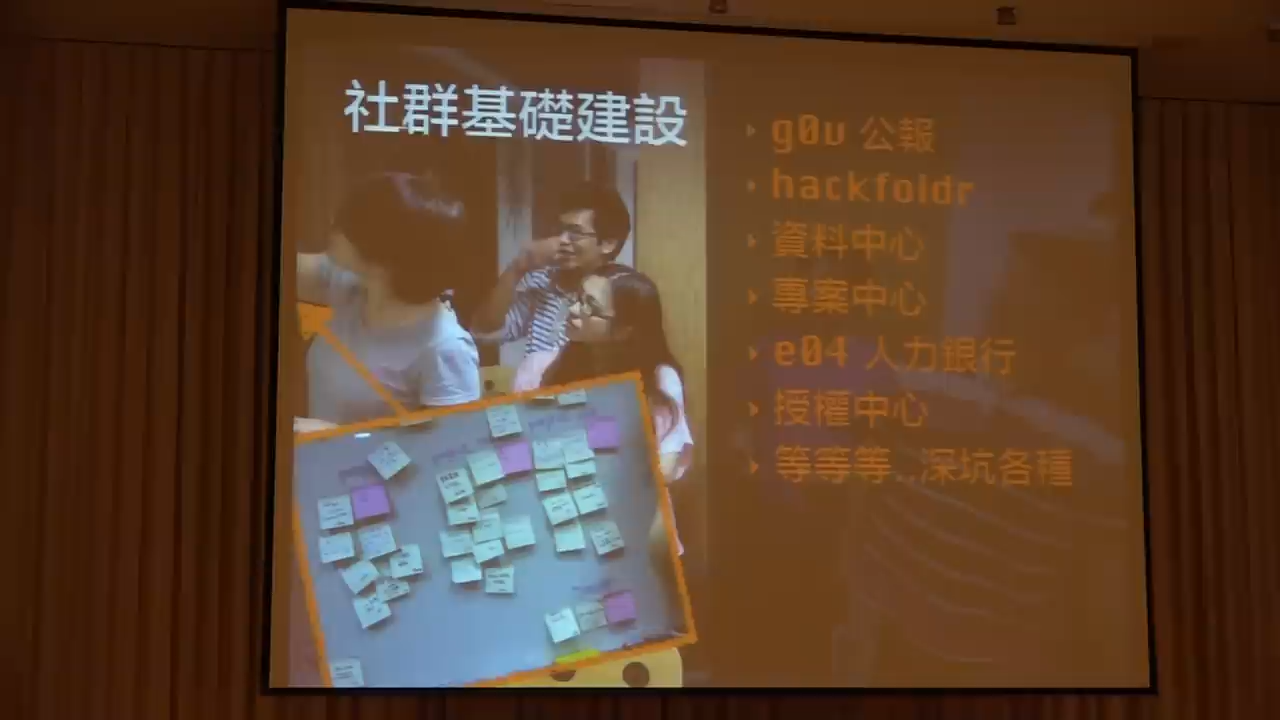 社群基礎建設
g0v 公報
hackfoldr
資料中心
專案中心
e04 人力銀行
授權中心
等等等..深坑各種